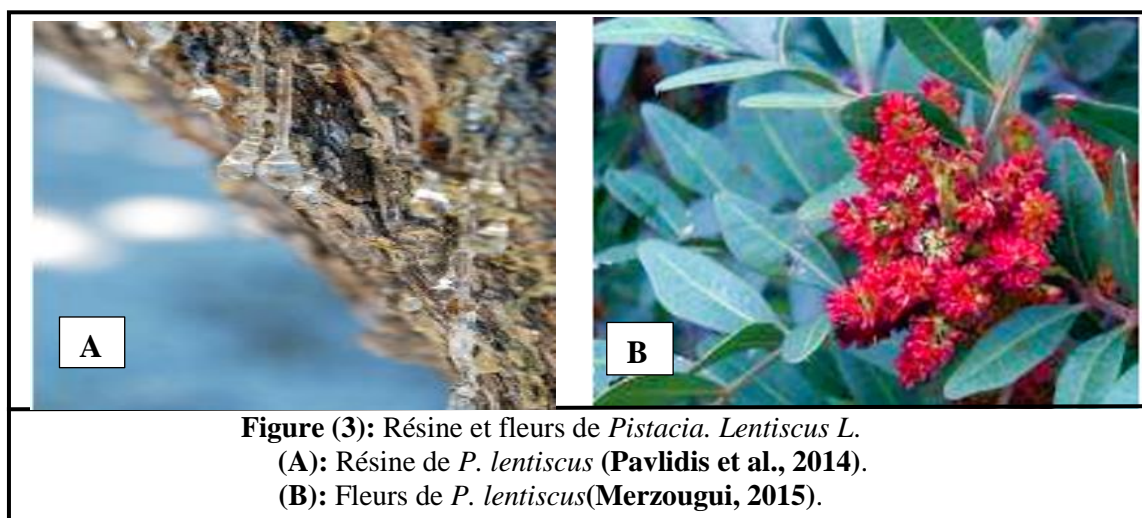 A
B
Figure (3): Résine et fleurs de Pistacia. Lentiscus L.
(A): Résine de P. lentiscus (Pavlidis et al., 2014).
(B): Fleurs de P. lentiscus(Merzougui, 2015).